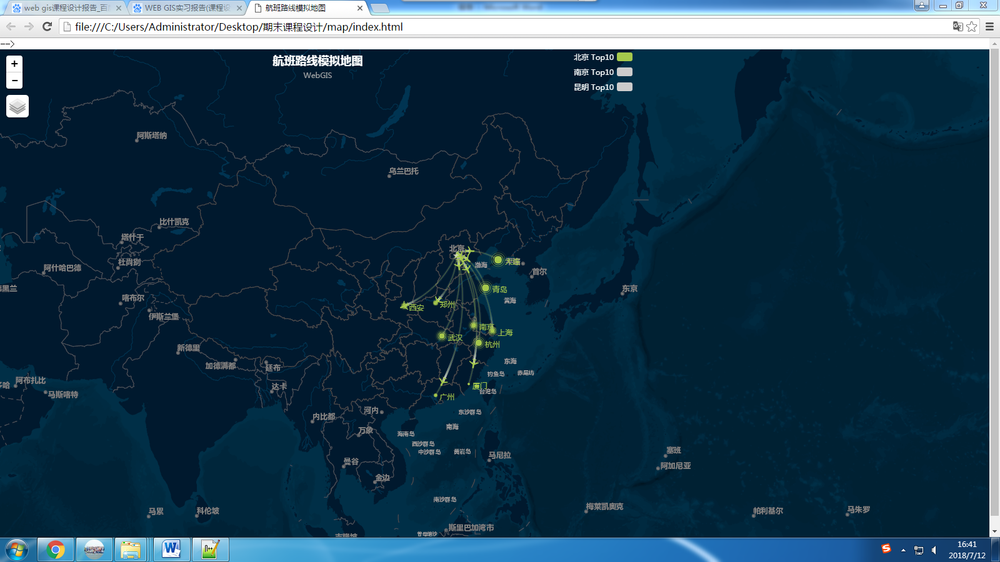 web gis课程设计报告_百
WEB GIS实习报告(课程设
航班路线模拟地图
file:///C:/Users/Administrator/Desktop/期末课程设计/map/index.html
-->
+
−
航班路线模拟地图
WebGIS
北京 Top10
南京 Top10
昆明 Top10
阿斯塔纳
乌兰巴托
比什凯克
塔什干
杜尚别
阿什哈巴德
德黑兰
喀布尔
伊斯兰堡
新德里
加德满都
廷布
达卡
阿布扎比
多哈
马斯喀特
北京
渤海
首尔
东京
青岛
黄海
西安
郑州
南京
上海
武汉
杭州
东海
钓鱼岛
赤尾屿
厦门
台湾岛
广州
河内
内比都
东沙群岛
万象
南海
海南岛
西沙群岛
中沙群岛
黄岩岛
马尼拉
曼谷
金边
塞班
阿加尼亚
南沙群岛
马累
科伦坡
梅莱凯奥克
帕利基尔
马朱罗
斯里巴加湾市
曾母暗沙
吉隆坡
16:41
2018/7/12